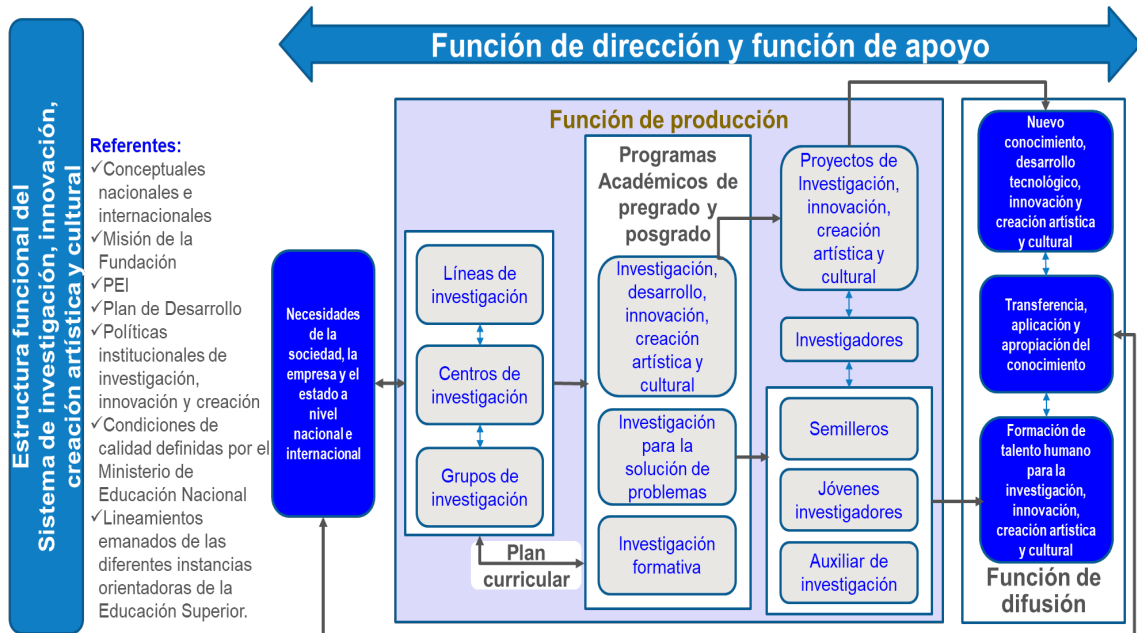 Estructura funcional del
Sistema de investigación, innovación,
creación artística y cultural
Función de dirección y función de apoyo
Referentes:
✓Conceptuales
nacionales e
internacionales
✓Misión de la
Fundación
✓PEI
✓Plan de Desarrollo
✓Políticas
institucionales de
investigación,
innovación y creación
✓Condiciones de
calidad definidas por el
Ministerio de
Educación Nacional
✓Lineamientos
emanados de las
diferentes instancias
orientadoras de la
Educación Superior.
Necesidades
de la
sociedad, la
empresa y el
estado a
nivel
nacional e
internacional
Función de producción
Líneas de
investigación
Centros de
investigación
Grupos de
investigación
Plan
curricular
Programas
Académicos de
pregrado y
posgrado
Investigación,
desarrollo,
innovación,
creación
artística y
cultural
Investigación
para la
solución de
problemas
Investigación
formativa
Proyectos de
Investigación,
innovación,
creación
artística y
cultural
Investigadores
Semilleros
Jóvenes
investigadores
Auxiliar de
investigación
Nuevo
conocimiento,
desarrollo
tecnológico,
innovación y
creación artística
y cultural
Transferencia,
aplicación y
apropiación del
conocimiento
Formación de
talento humano
para la
investigación,
innovación,
creación artística
y cultural
Función de
difusión